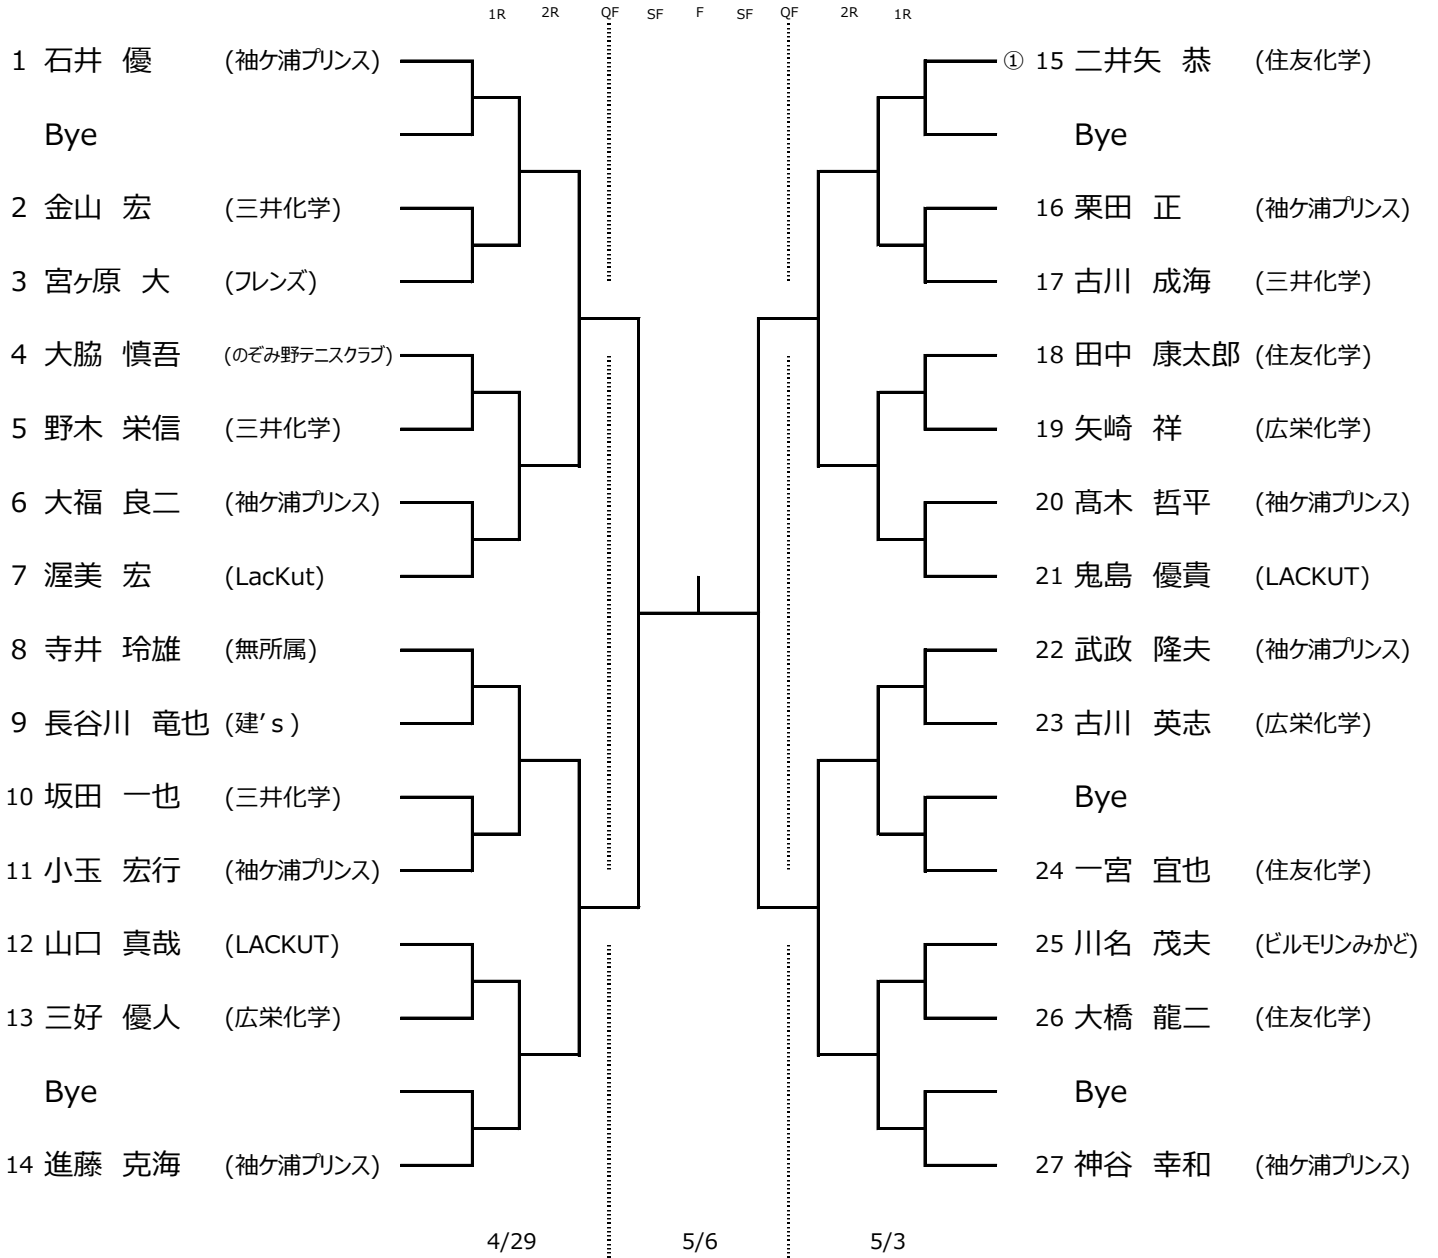 1R 2R QF SF F SF QF 2R 1R
1 石井 優 (袖ケ浦プリンス) ① 15 二井矢 恭 (住友化学)
Bye Bye
2 金山 宏 (三井化学) 16 栗田 正 (袖ケ浦プリンス)
3 宮ヶ原 大 (フレンズ) 17 古川 成海 (三井化学)
4 大脇 慎吾 (のぞみ野テニスクラブ) 18 田中 康太郎 (住友化学)
5 野木 栄信 (三井化学) 19 矢崎 祥 (広栄化学)
6 大福 良二 (袖ケ浦プリンス) 20 髙木 哲平 (袖ケ浦プリンス)
7 渥美 宏 (LacKut) 21 鬼島 優貴 (LACKUT)
8 寺井 玲雄 (無所属) 22 武政 隆夫 (袖ケ浦プリンス)
9 長谷川 竜也 (建’s) 23 古川 英志 (広栄化学)
10 坂田 一也 (三井化学) Bye
11 小玉 宏行 (袖ケ浦プリンス) 24 一宮 宜也 (住友化学)
12 山口 真哉 (LACKUT) 25 川名 茂夫 (ビルモリンみかど)
13 三好 優人 (広栄化学) 26 大橋 龍二 (住友化学)
Bye Bye
14 進藤 克海 (袖ケ浦プリンス) 27 神谷 幸和 (袖ケ浦プリンス)
4/29 5/6 5/3